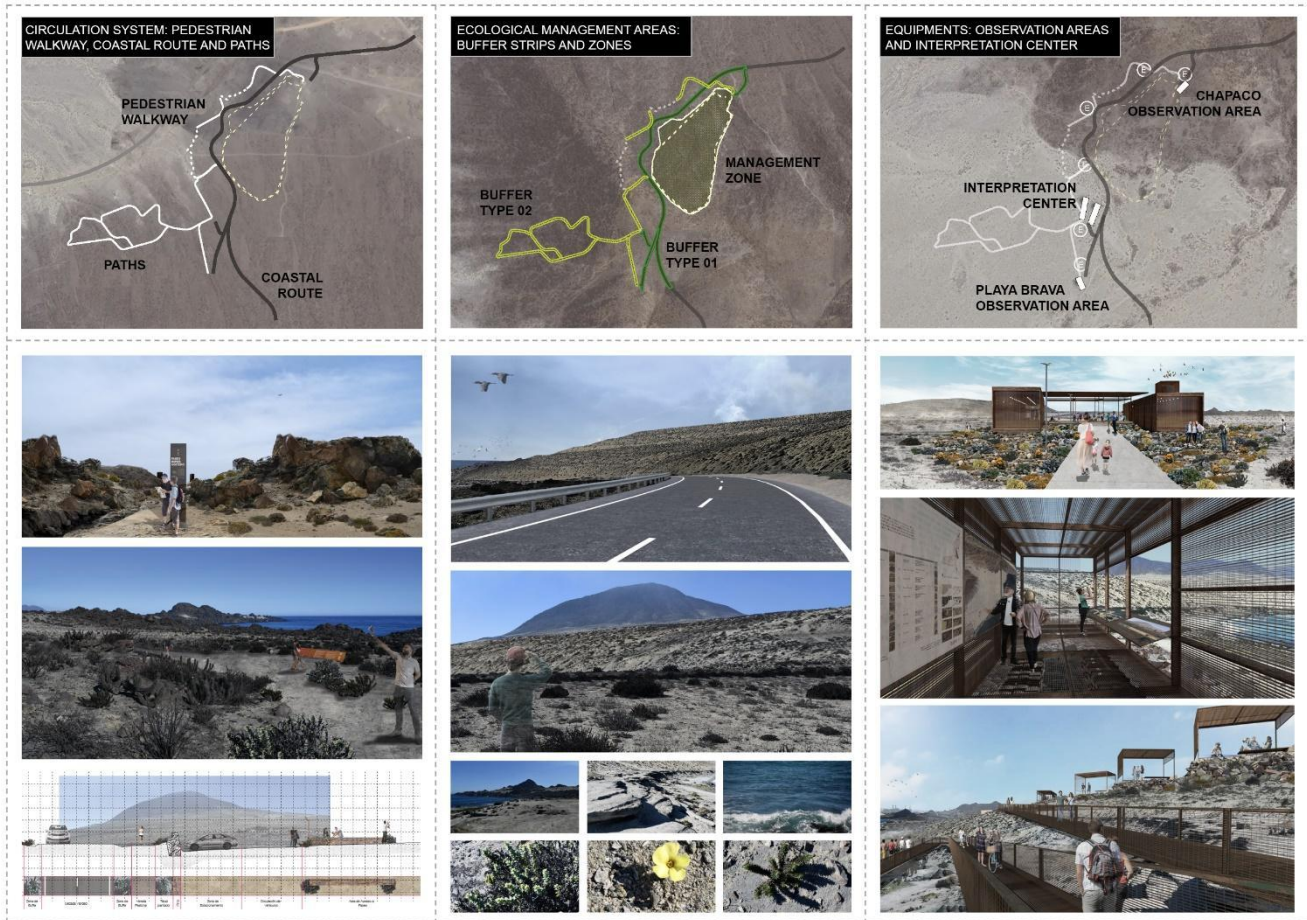 CIRCULATION SYSTEM: PEDESTRIAN
WALKWAY, COASTAL ROUTE AND PATHS
PEDESTRIAN
WALKWAY
PATHS
COASTAL
ROUTE
ECOLOGICAL MANAGEMENT AREAS:
BUFFER STRIPS AND ZONES
MANAGEMENT
ZONE
BUFFER
TYPE 02
BUFFER
TYPE 01
EQUIPMENTS: OBSERVATION AREAS
AND INTERPRETATION CENTER
E
E
E
CHAPACO
OBSERVATION AREA
E
INTERPRETATION
CENTER
E
E
PLAYA BRAVA
OBSERVATION AREA